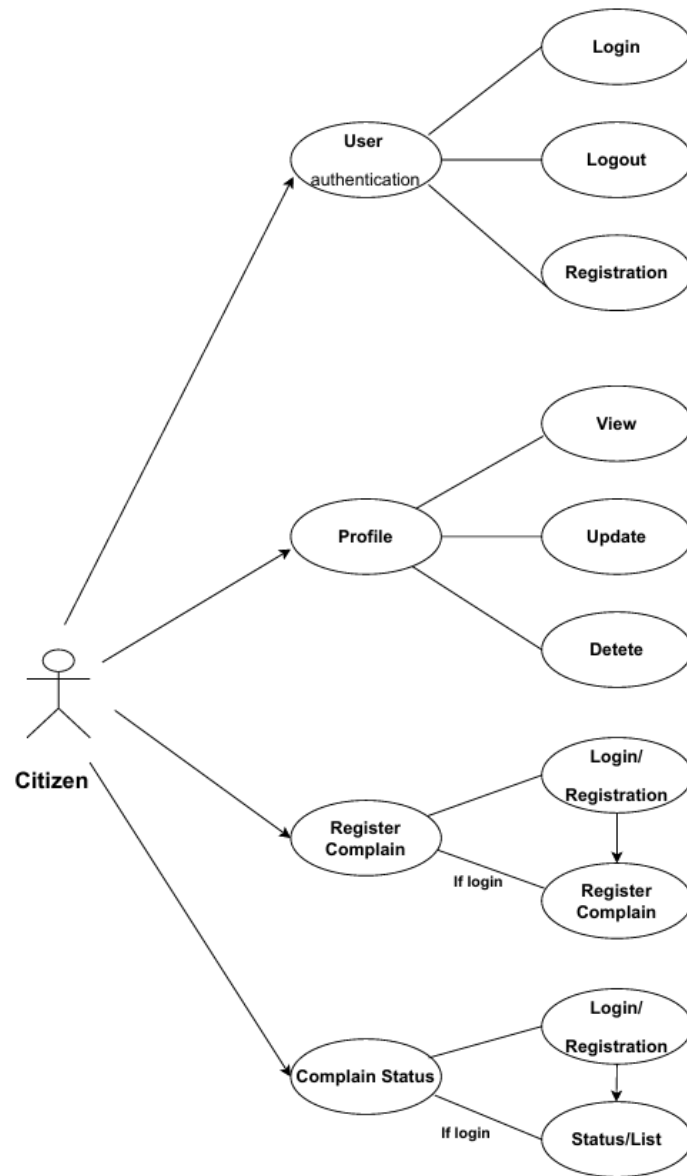 Login
User
authentication
Logout
Registration
View
Profile
Update
Detete
Citizen
Login/
Registration
Register
Complain
If login
Register
Complain
Login/
Registration
Complain Status
If login
Status/List